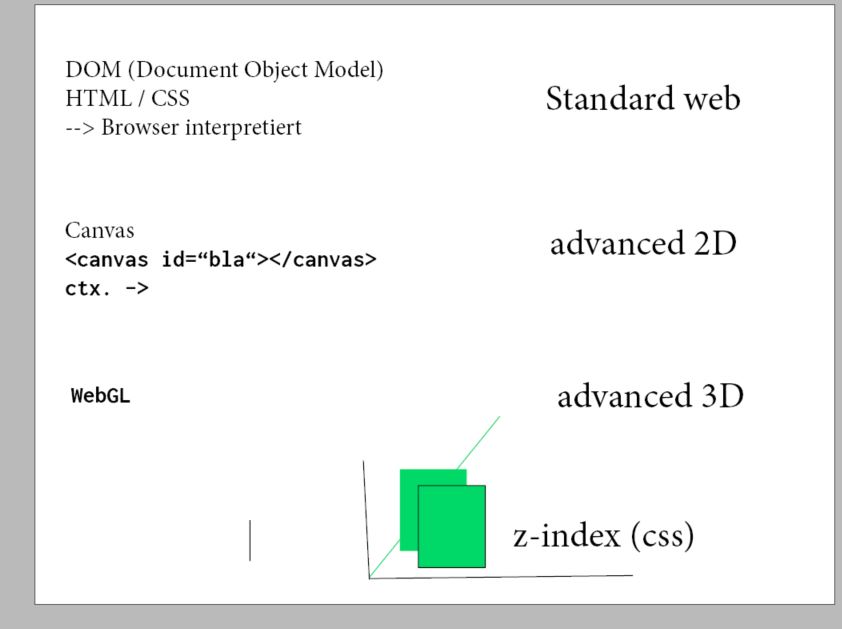 DOM (Document Object Model)
HTML / CSS
--> Browser interpretiert
Standard web
Canvas
<canvas id=“bla“></canvas>
ctx. ->
advanced 2D
WebGL
advanced 3D
z-index (css)